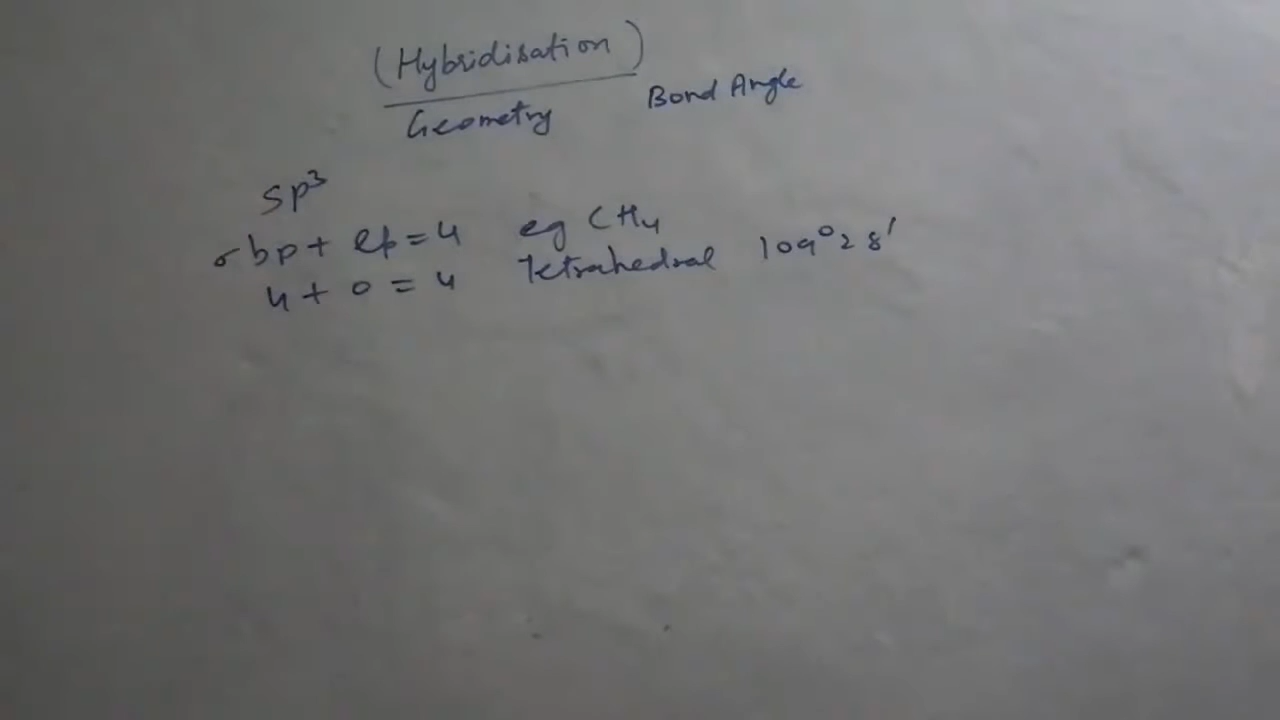 (Hybridisation)
Geometry Bond Angle
sp³
σbp + lp = 4 eg CH₄
4 + 0 = 4 Tetrahedral 109°28'